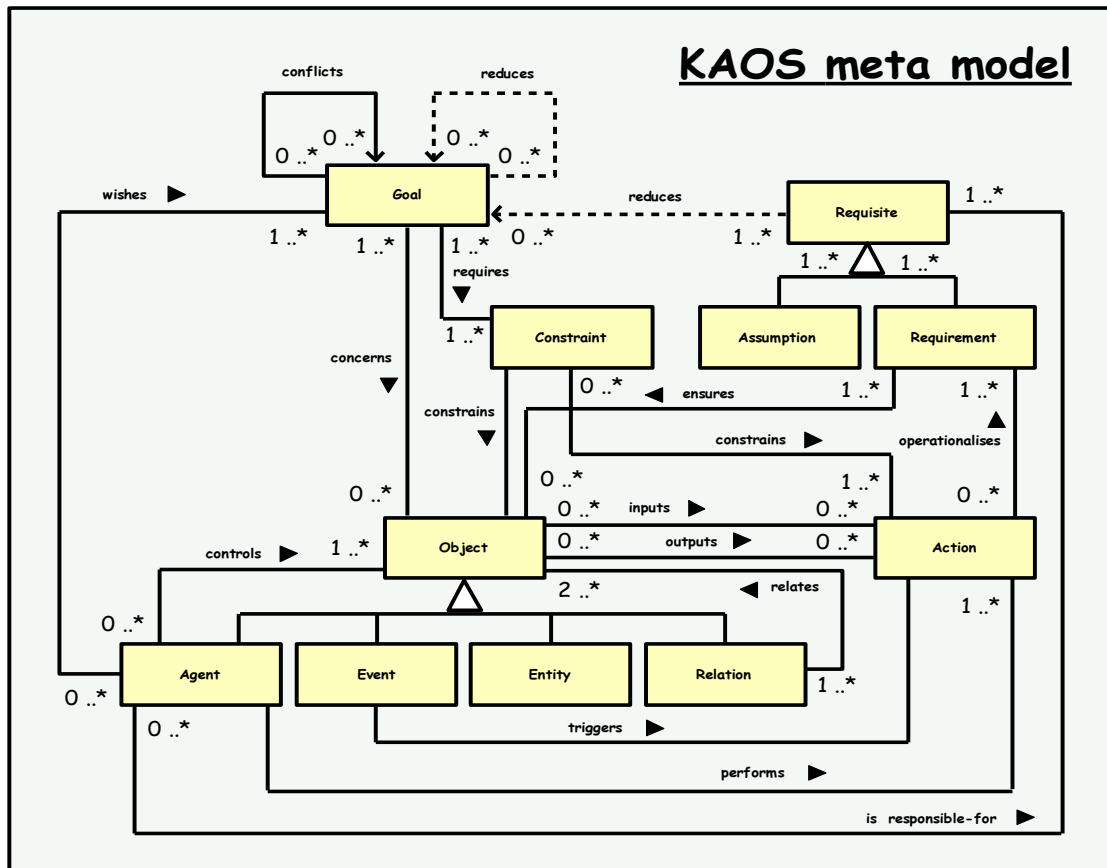 KAOS meta model
conflicts
reduces
0 ..*
0 ..*
0 ..*
0 ..*
wishes
Goal
reduces
Requisite
1 ..*
1 ..*
1 ..*
1 ..*
0 ..*
1 ..*
1 ..*
1 ..*
requires
1 ..*
Constraint
Assumption
Requirement
concerns
0 ..*
ensures
1 ..*
1 ..*
constrains
constrains
operationalises
0 ..*
0 ..*
1 ..*
0 ..*
0 ..*
inputs
0 ..*
controls
1 ..*
Object
0 ..*
outputs
0 ..*
Action
2 ..*
relates
1 ..*
0 ..*
Agent
Event
Entity
Relation
0 ..*
1 ..*
0 ..*
triggers
performs
is responsible-for